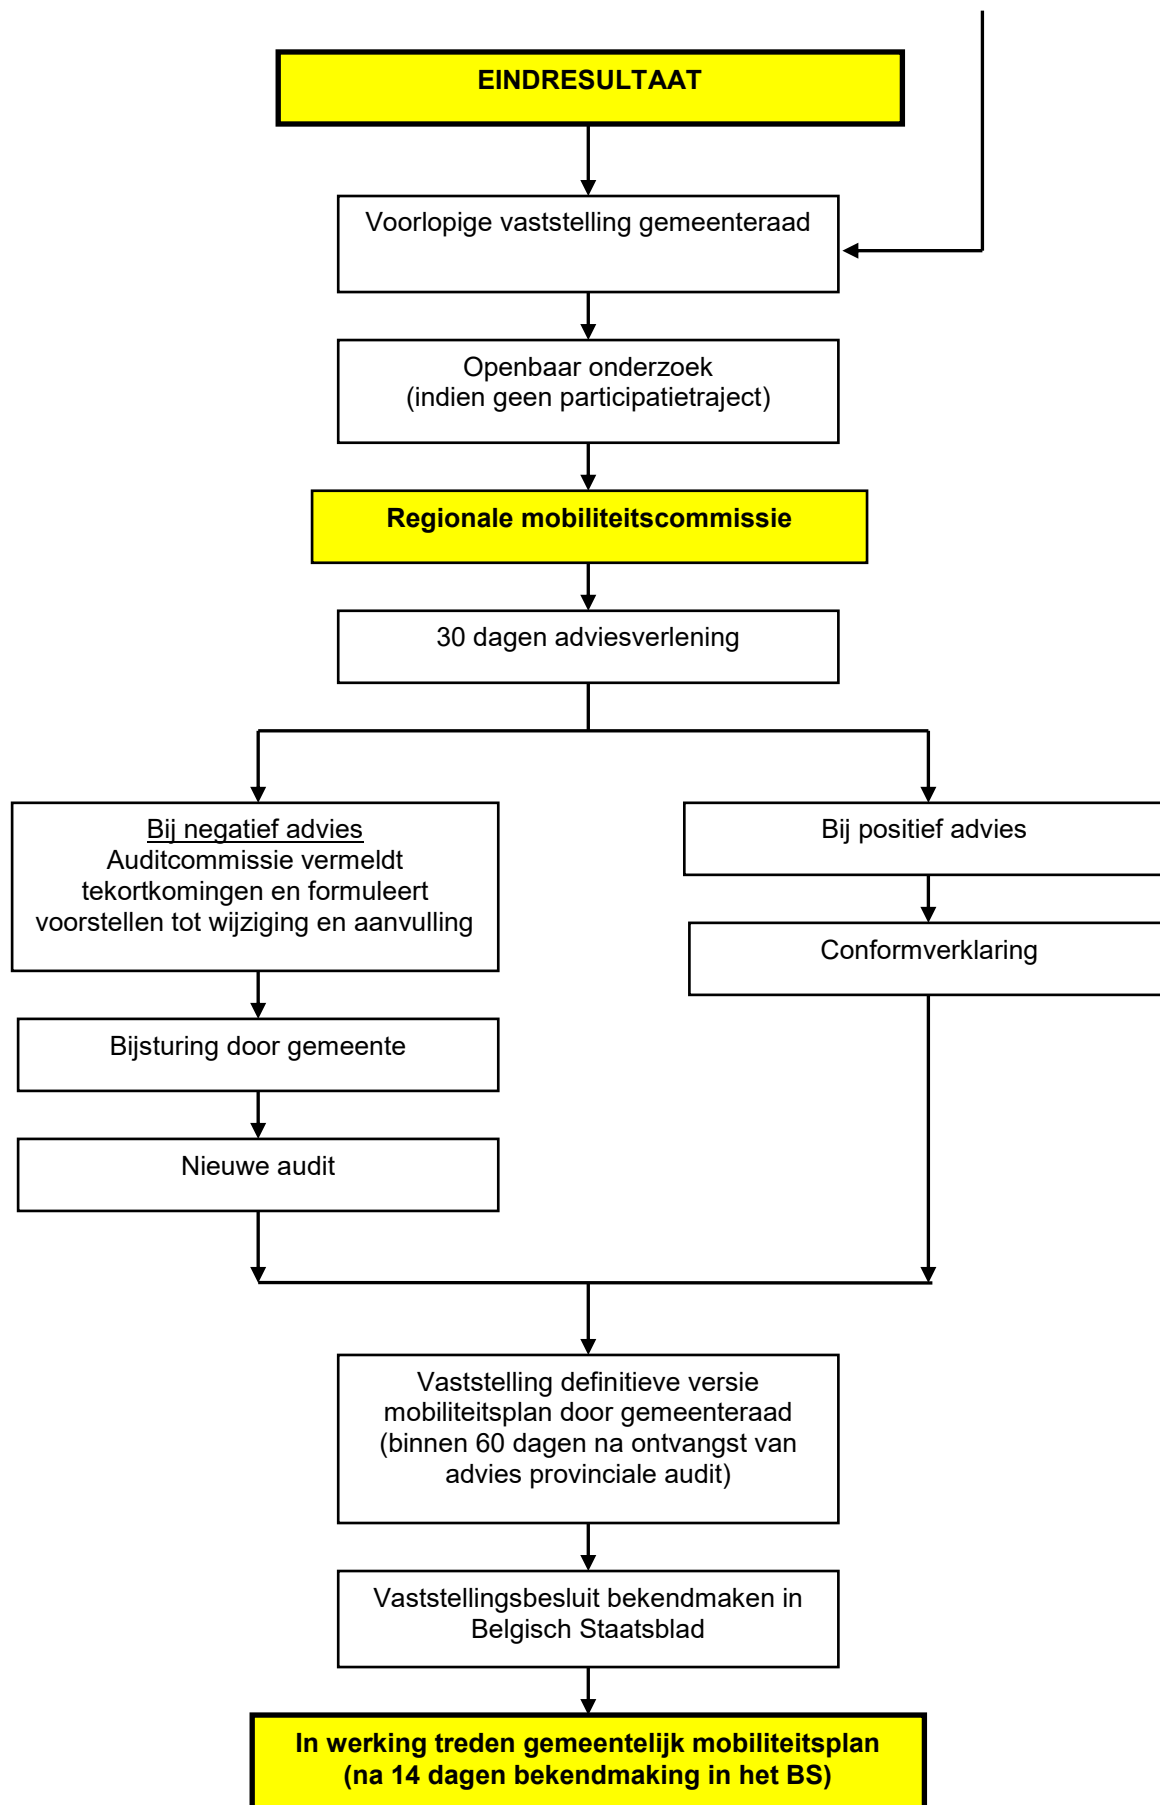 EINDRESULTAAT
Voorlopige vaststelling gemeenteraad
Openbaar onderzoek
(indien geen participatietraject)
Regionale mobiliteitscommissie
30 dagen adviesverlening
Bij negatief advies
Auditcommissie vermeldt
tekortkomingen en formuleert
voorstellen tot wijziging en aanvulling
Bijsturing door gemeente
Nieuwe audit
Bij positief advies
Conformverklaring
Vaststelling definitieve versie
mobiliteitsplan door gemeenteraad
(binnen 60 dagen na ontvangst van
advies provinciale audit)
Vaststellingsbesluit bekendmaken in
Belgisch Staatsblad
In werking treden gemeentelijk mobiliteitsplan
(na 14 dagen bekendmaking in het BS)